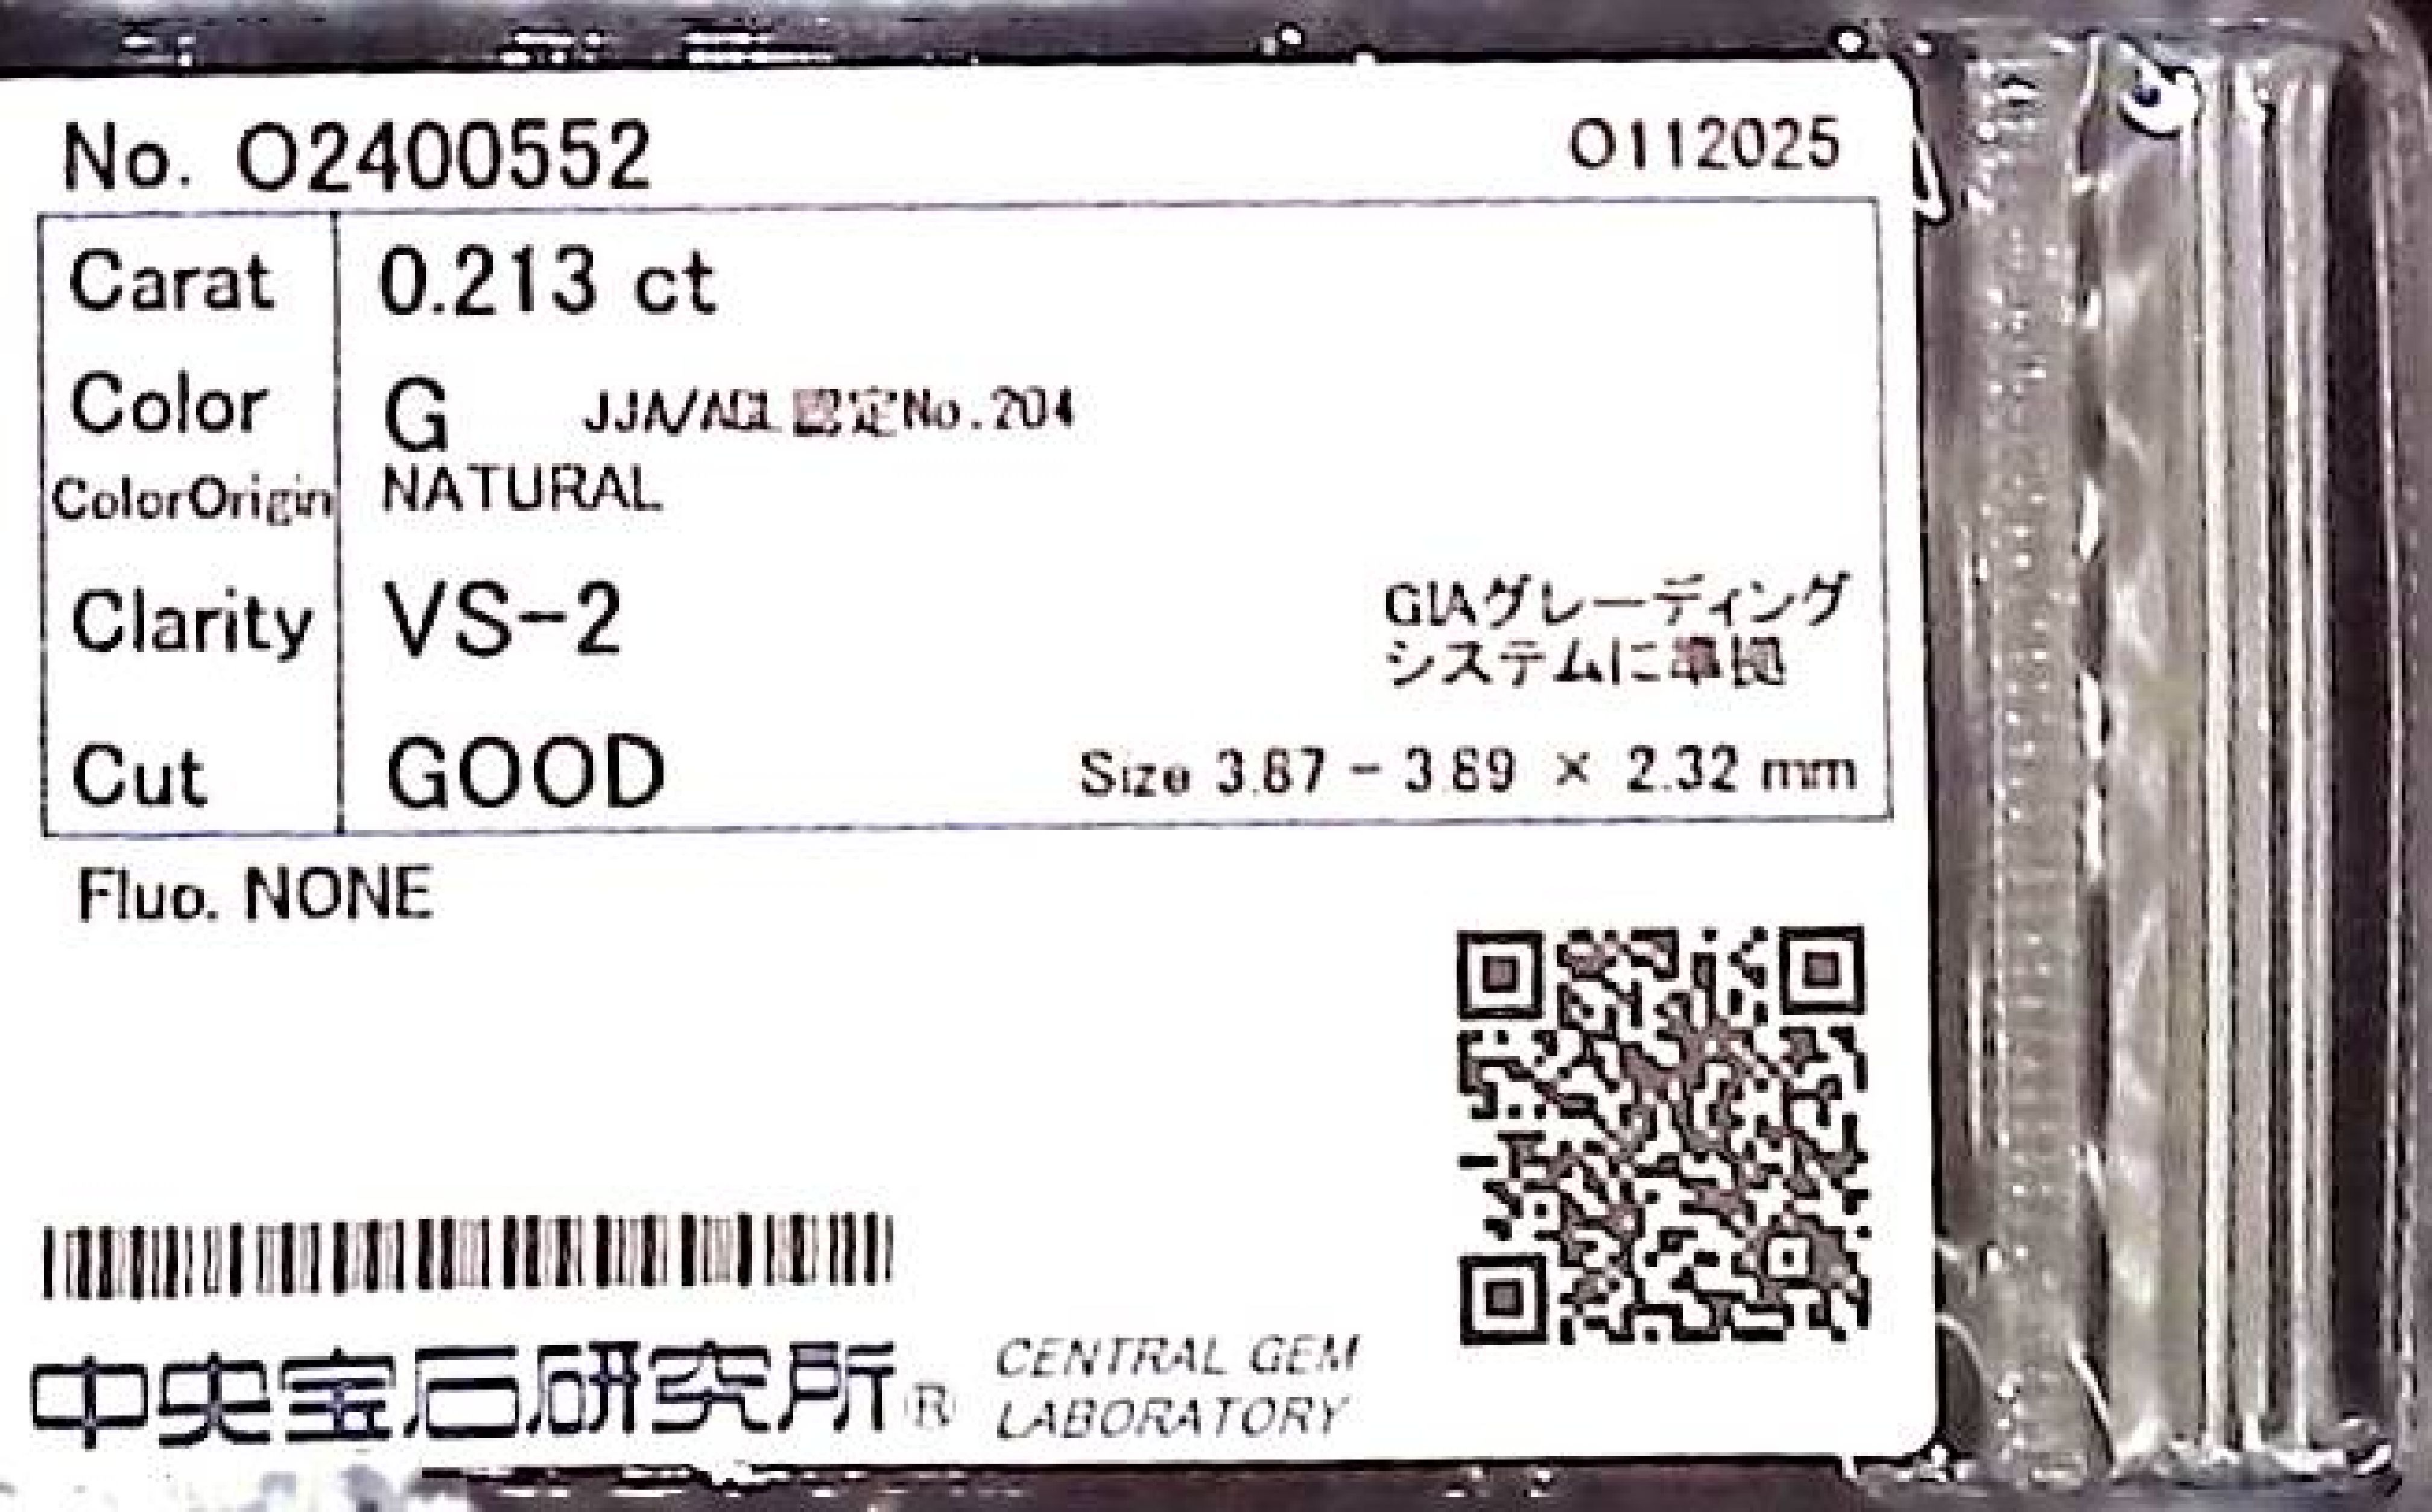 No. O2400552
O112025
Carat 0.213 ct
Color G JJA/AGL認定No.204
ColorOrigin NATURAL
Clarity VS-2
GIAグレーディング
システムに準拠
Cut GOOD
Size 3.87 - 3.89 × 2.32 mm
Fluo. NONE
中央宝石研究所®
CENTRAL GEM
LABORATORY